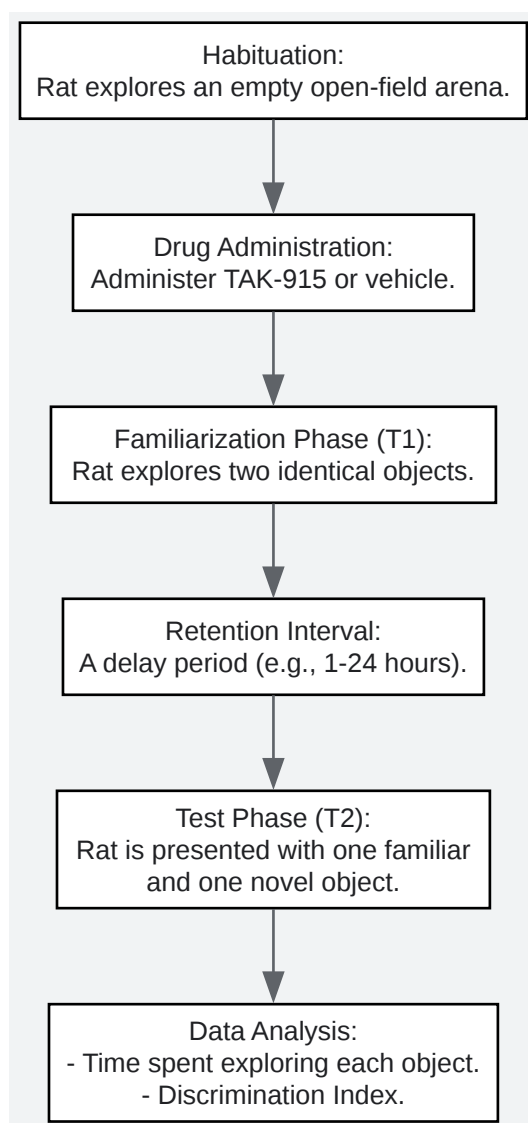 Habituation:
Rat explores an empty open-field arena.
Drug Administration:
Administer TAK-915 or vehicle.
Familiarization Phase (T1):
Rat explores two identical objects.
Retention Interval:
A delay period (e.g., 1-24 hours).
Test Phase (T2):
Rat is presented with one familiar
and one novel object.
Data Analysis:
- Time spent exploring each object.
- Discrimination Index.